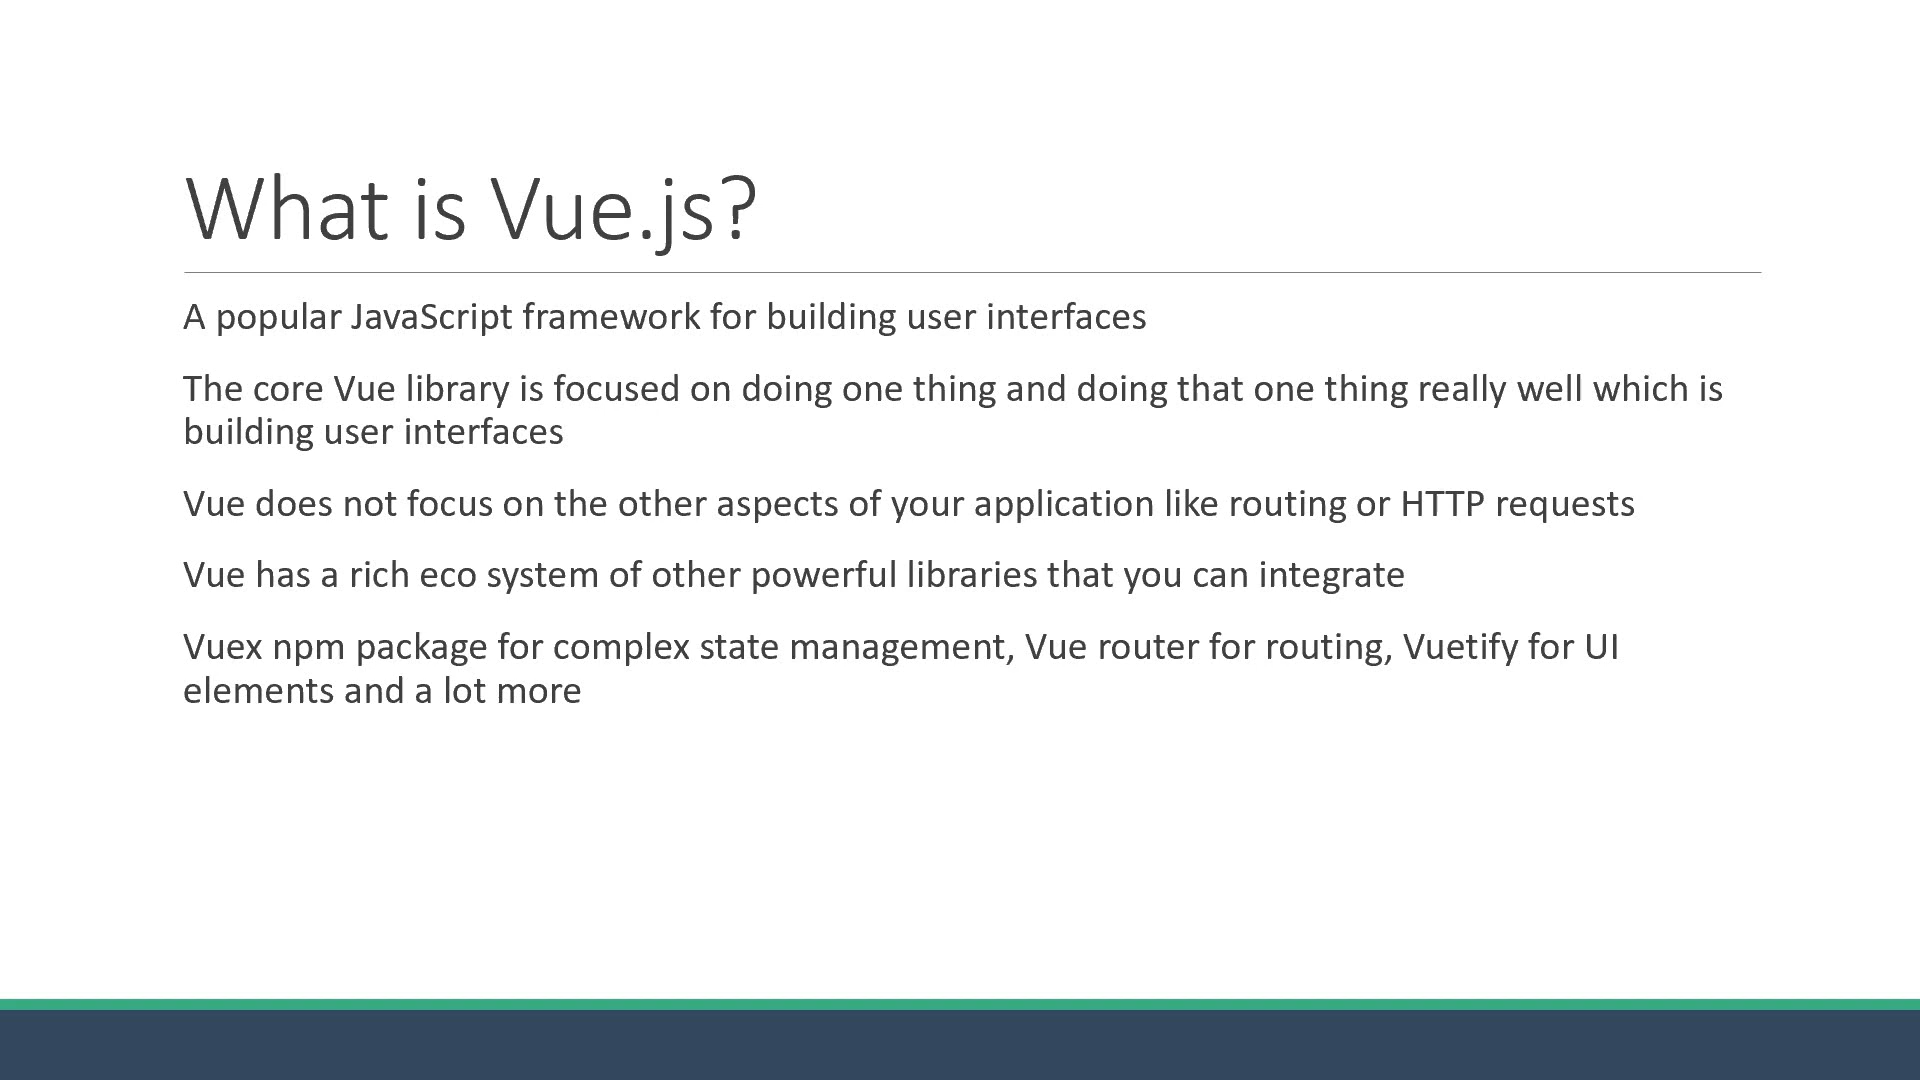 What is Vue.js?
A popular JavaScript framework for building user interfaces
The core Vue library is focused on doing one thing and doing that one thing really well which is
building user interfaces
Vue does not focus on the other aspects of your application like routing or HTTP requests
Vue has a rich eco system of other powerful libraries that you can integrate
Vuex npm package for complex state management, Vue router for routing, Vuetify for UI
elements and a lot more